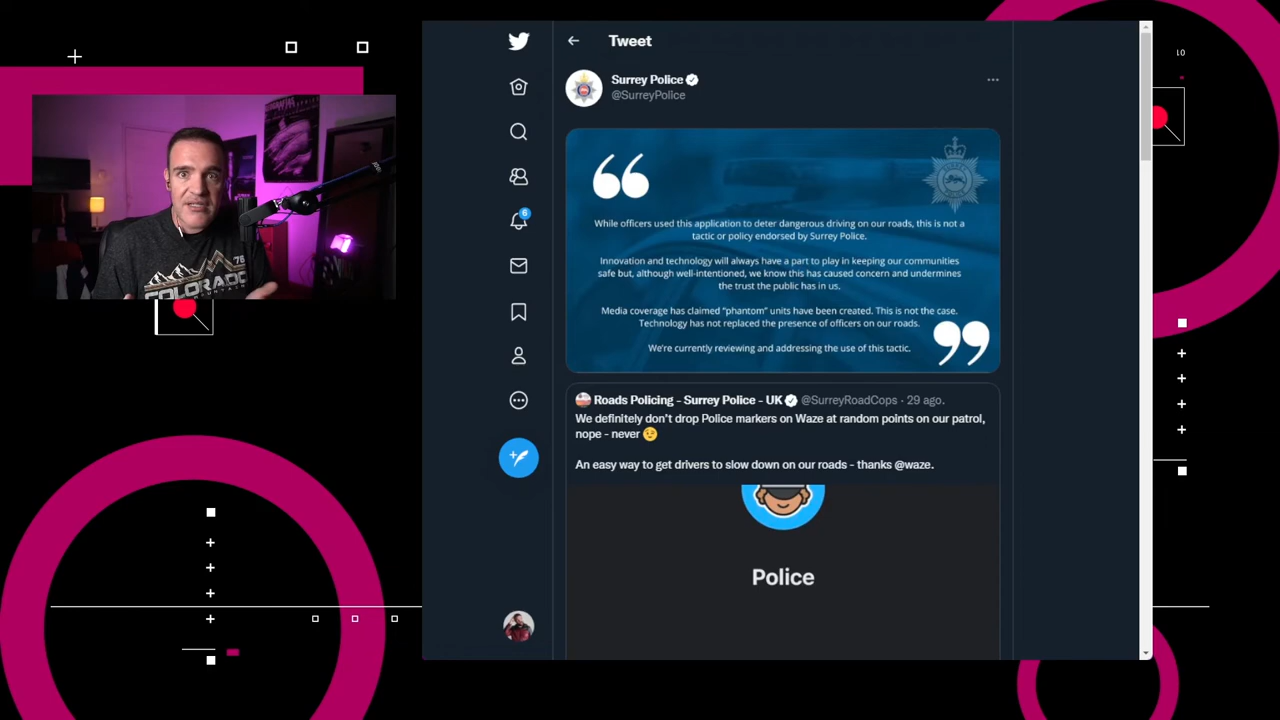 10
Tweet
Surrey Police
@SurreyPolice
While officers used this application to deter dangerous driving on our roads, this is not a
tactic or policy endorsed by Surrey Police.
Innovation and technology will always have a part to play in keeping our communities
safe but, although well-intentioned, we know this has caused concern and undermines
the trust the public has in us.
Media coverage has claimed "phantom" units have been created. This is not the case.
Technology has not replaced the presence of officers on our roads.
We're currently reviewing and addressing the use of this tactic.
6
Roads Policing - Surrey Police - UK @SurreyRoadCops · 29 ago.
We definitely don't drop Police markers on Waze at random points on our patrol,
nope - never 😉
An easy way to get drivers to slow down on our roads - thanks @waze.
Police
76
COLORADO
MOUNTAIN